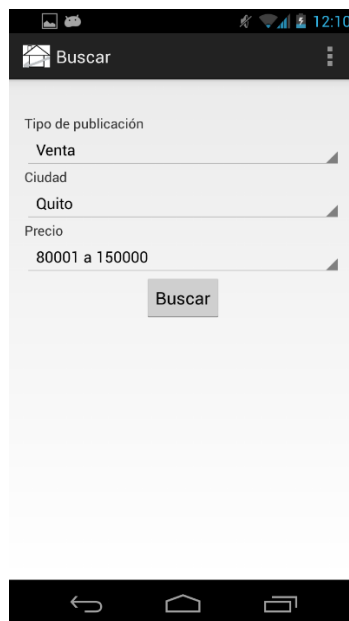 12:10
Buscar
Tipo de publicación
Venta
Ciudad
Quito
Precio
80001 a 150000
Buscar